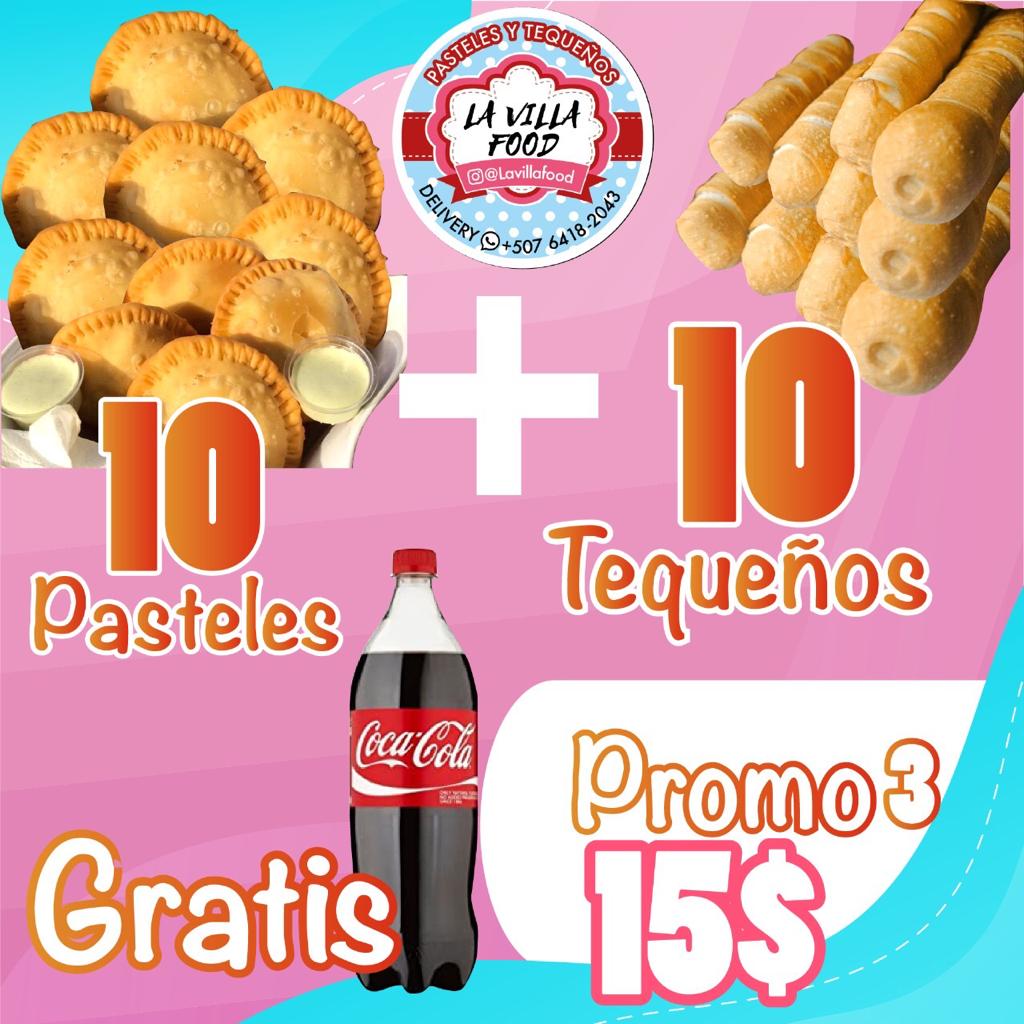 PASTELES Y TEQUEÑOS
LA VILLA
FOOD
@Lavillafood
DELIVERY +507 6418-2043
10
Pasteles
10
Tequeños
Coca-Cola
Gratis
Promo 3
15$